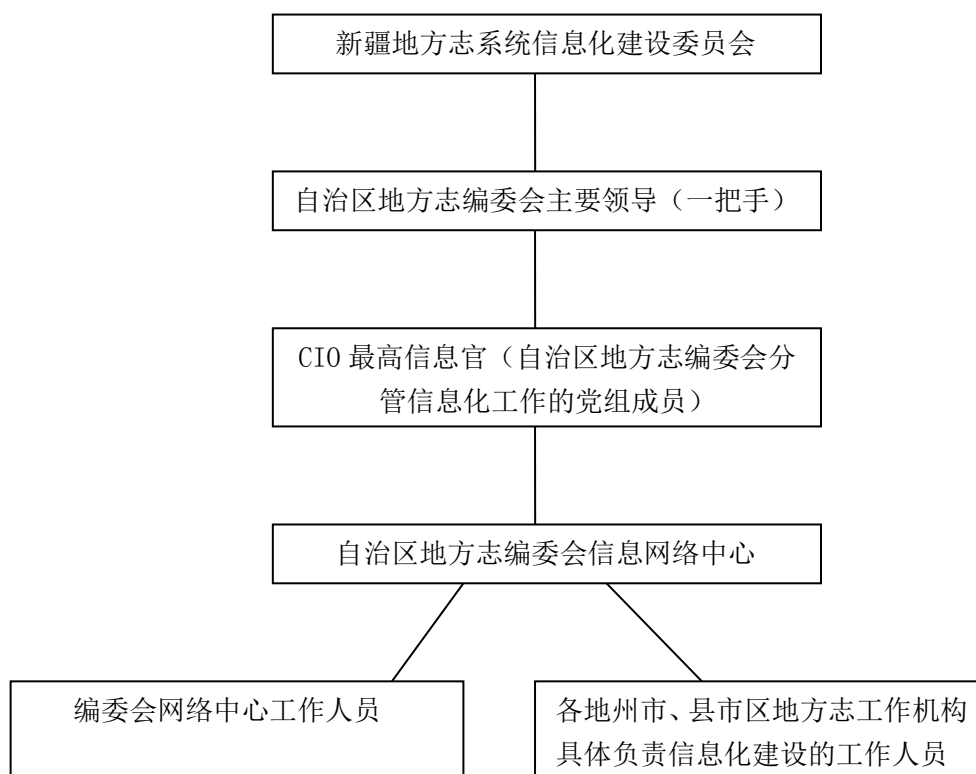 新疆地方志系统信息化建设委员会
自治区地方志编委会主要领导（一把手）
CIO 最高信息官（自治区地方志编委会分
管信息化工作的党组成员）
自治区地方志编委会信息网络中心
编委会网络中心工作人员
各地州市、县市区地方志工作机构
具体负责信息化建设的工作人员